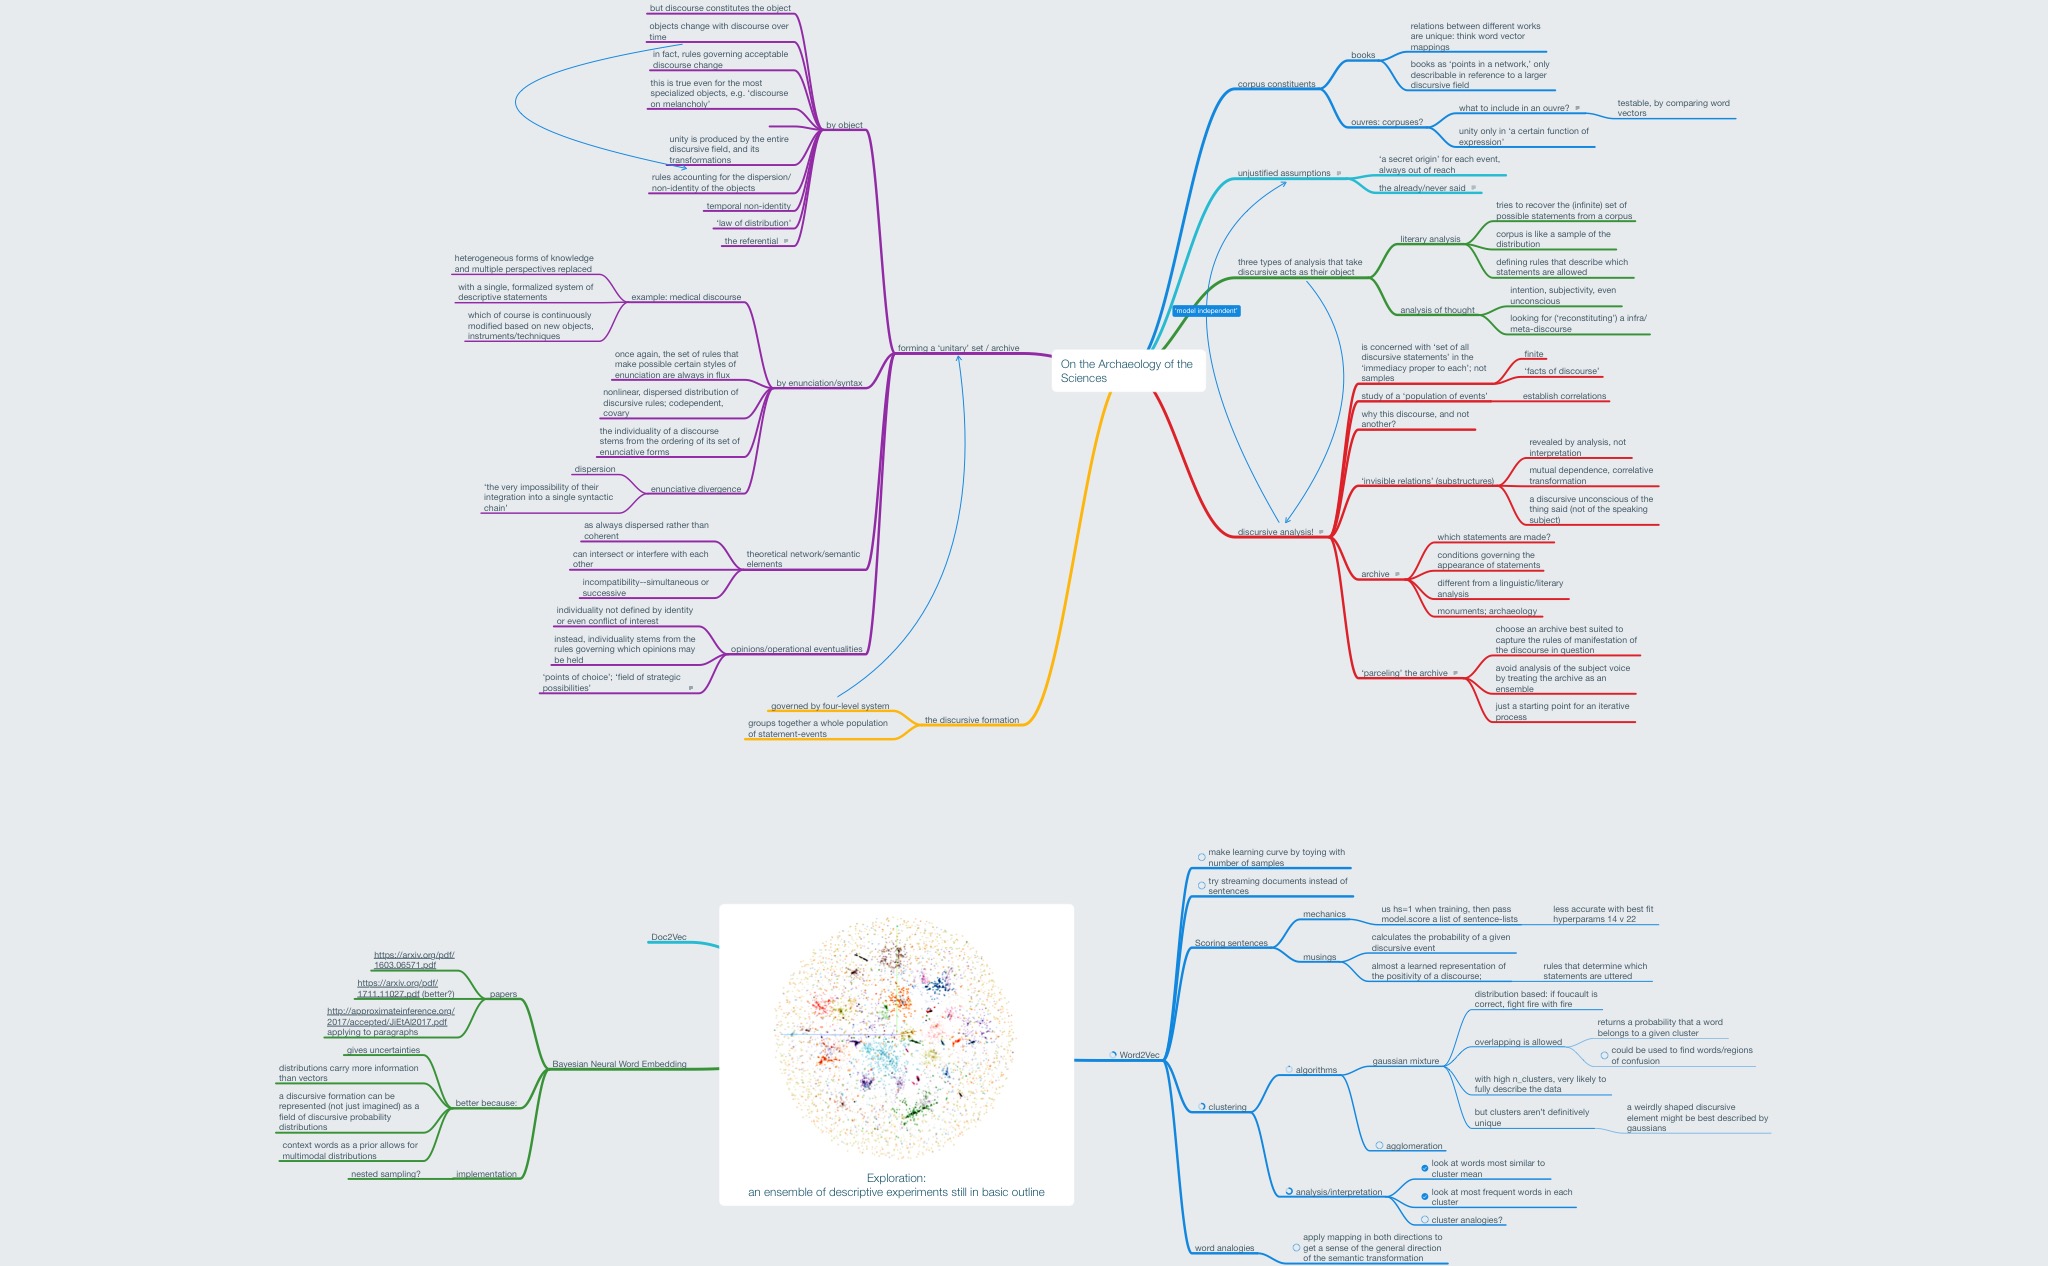 but discourse constitutes the object
objects change with discourse over
time
in fact, rules governing acceptable
discourse change
this is true even for the most
specialized objects, e.g. ‘discourse
on melancholy’
by object
unity is produced by the entire
discursive field, and its
transformations
rules accounting for the dispersion/
non-identity of the objects
temporal non-identity
‘law of distribution’
the referential
heterogeneous forms of knowledge
and multiple perspectives replaced
with a single, formalized system of
descriptive statements
example: medical discourse
which of course is continuously
modified based on new objects,
instruments/techniques
forming a ‘unitary’ set / archive
once again, the set of rules that
make possible certain styles of
enunciation are always in flux
by enunciation/syntax
nonlinear, dispersed distribution of
discursive rules; codependent,
covary
the individuality of a discourse
stems from the ordering of its set of
enunciative forms
dispersion
enunciative divergence
‘the very impossibility of their
integration into a single syntactic
chain’
as always dispersed rather than
coherent
can intersect or interfere with each
other
theoretical network/semantic
elements
incompatibility--simultaneous or
successive
individuality not defined by identity
or even conflict of interest
instead, individuality stems from the
rules governing which opinions may
be held
opinions/operational eventualities
‘points of choice’; ‘field of strategic
possibilities’
governed by four-level system
the discursive formation
groups together a whole population
of statement-events
On the Archaeology of the
Sciences
corpus constituents
books
relations between different works
are unique: think word vector
mappings
books as ‘points in a network,’ only
describable in reference to a larger
discursive field
ouvres: corpuses?
what to include in an ouvre?
testable, by comparing word
vectors
unity only in ‘a certain function of
expression’
unjustified assumptions
‘a secret origin’ for each event,
always out of reach
the already/never said
three types of analysis that take
discursive acts as their object
literary analysis
tries to recover the (infinite) set of
possible statements from a corpus
corpus is like a sample of the
distribution
defining rules that describe which
statements are allowed
analysis of thought
intention, subjectivity, even
unconscious
looking for (‘reconstituting’) a infra/
meta-discourse
‘model independent’
discursive analysis!
is concerned with ‘set of all
discursive statements’ in the
‘immediacy proper to each’; not
samples
finite
‘facts of discourse’
study of a ‘population of events’
establish correlations
why this discourse, and not
another?
‘invisible relations’ (substructures)
revealed by analysis, not
interpretation
mutual dependence, correlative
transformation
a discursive unconscious of the
thing said (not of the speaking
subject)
archive
which statements are made?
conditions governing the
appearance of statements
different from a linguistic/literary
analysis
monuments; archaeology
‘parceling’ the archive
choose an archive best suited to
capture the rules of manifestation of
the discourse in question
avoid analysis of the subject voice
by treating the archive as an
ensemble
just a starting point for an iterative
process
Doc2Vec
https://arxiv.org/pdf/
1603.06571.pdf
https://arxiv.org/pdf/
1711.11027.pdf (better?)
papers
http://approximateinference.org/
2017/accepted/JiEtAl2017.pdf
applying to paragraphs
Bayesian Neural Word Embedding
gives uncertainties
distributions carry more information
than vectors
better because:
a discursive formation can be
represented (not just imagined) as a
field of discursive probability
distributions
context words as a prior allows for
multimodal distributions
nested sampling?
implementation
Exploration:
an ensemble of descriptive experiments still in basic outline
Word2Vec
make learning curve by toying with
number of samples
try streaming documents instead of
sentences
Scoring sentences
mechanics
us hs=1 when training, then pass
model.score a list of sentence-lists
less accurate with best fit
hyperparams 14 v 22
musings
calculates the probability of a given
discursive event
almost a learned representation of
the positivity of a discourse;
rules that determine which
statements are uttered
clustering
algorithms
gaussian mixture
distribution based: if foucault is
correct, fight fire with fire
overlapping is allowed
returns a probability that a word
belongs to a given cluster
could be used to find words/regions
of confusion
with high n_clusters, very likely to
fully describe the data
but clusters aren’t definitively
unique
a weirdly shaped discursive
element might be best described by
gaussians
agglomeration
analysis/interpretation
look at words most similar to
cluster mean
look at most frequent words in each
cluster
cluster analogies?
word analogies
apply mapping in both directions to
get a sense of the general direction
of the semantic transformation